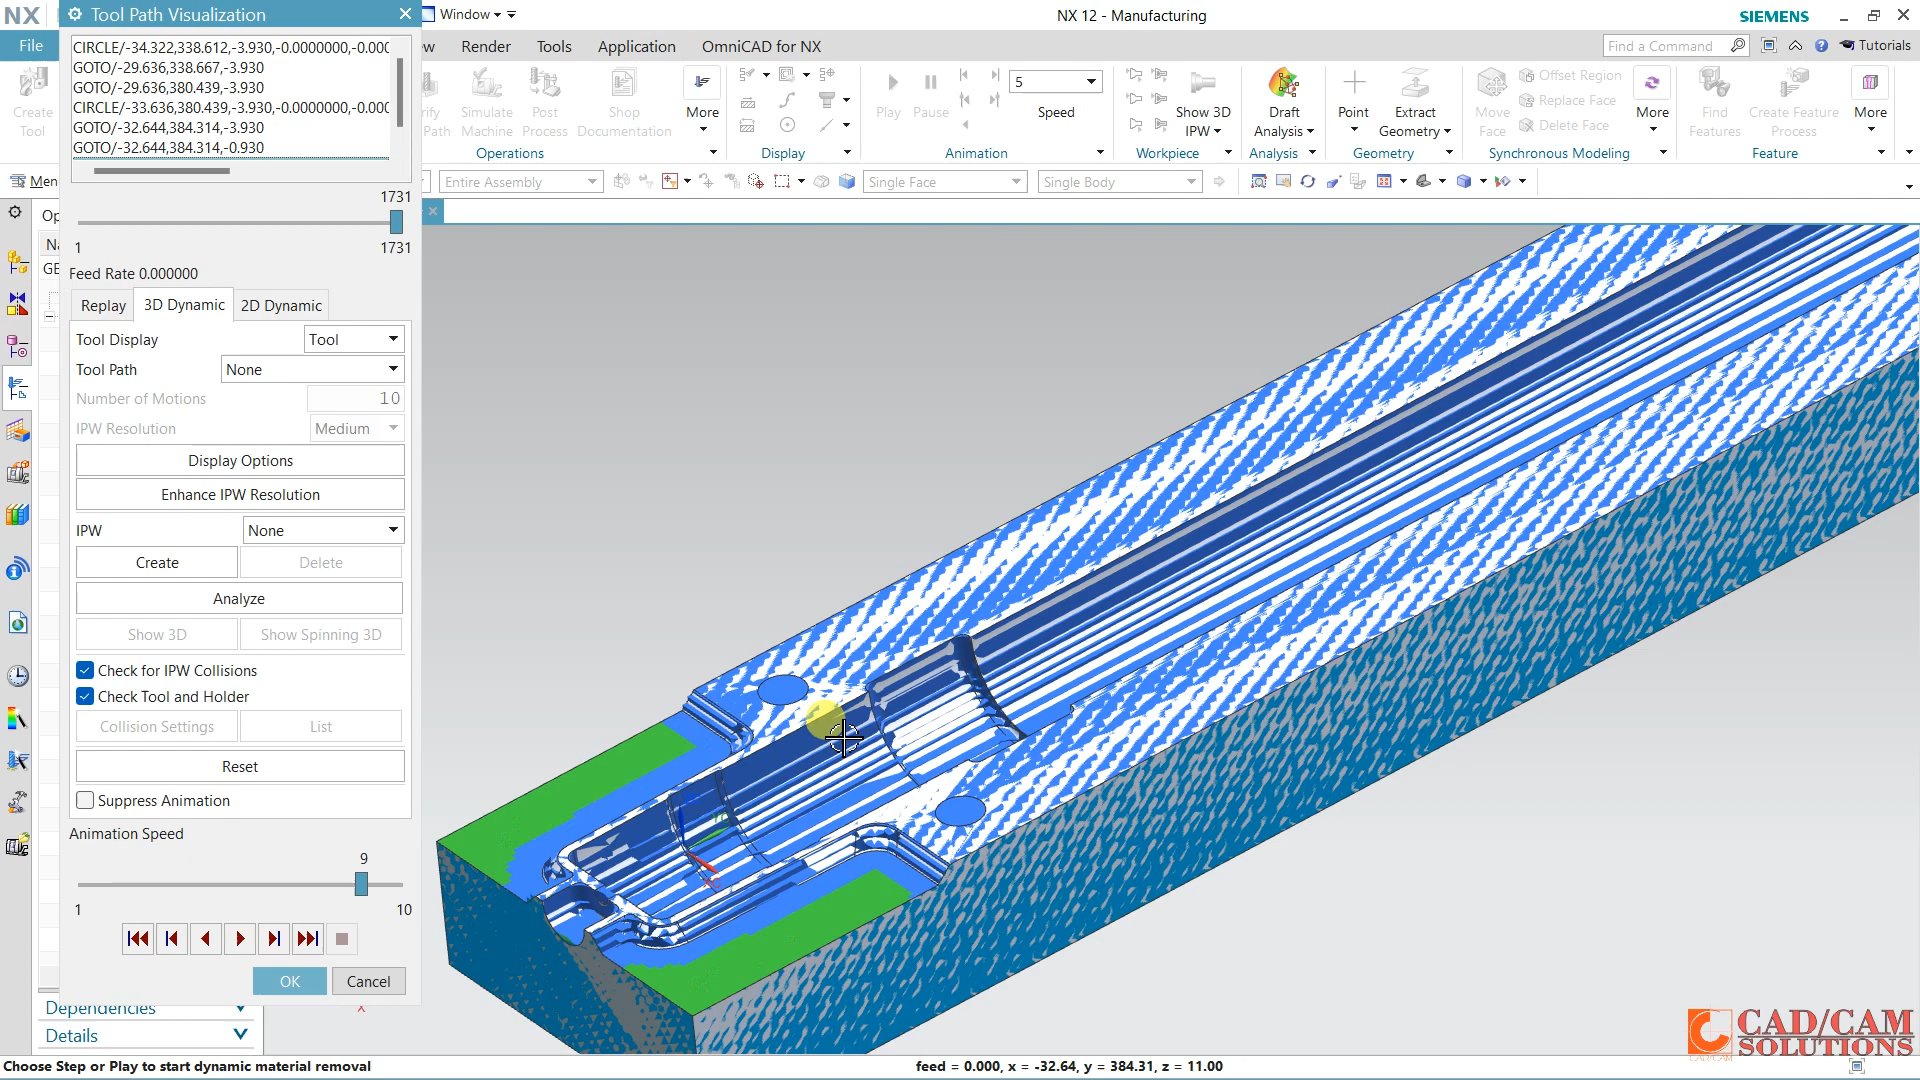 NX
Tool Path Visualization
Window
NX 12 - Manufacturing
SIEMENS
File
Render
Tools
Application
OmniCAD for NX
Find a Command
Tutorials
CIRCLE/-34.322,338.612,-3.930,-0.0000000,-0.000
GOTO/-29.636,338.667,-3.930
GOTO/-29.636,380.439,-3.930
CIRCLE/-33.636,380.439,-3.930,-0.0000000,-0.000
GOTO/-32.644,384.314,-3.930
GOTO/-32.644,384.314,-0.930
Create Tool
Path
Simulate Machine
Post Process
Shop Documentation
More
Operations
Display
Play
Pause
5
Speed
Animation
Show 3D IPW
Workpiece
Draft Analysis
Analysis
Point
Extract Geometry
Geometry
Move Face
Offset Region
Replace Face
Delete Face
More
Synchronous Modeling
Find Features
Create Feature Process
More
Feature
Men
Entire Assembly
Single Face
Single Body
1731
1
1731
Op
Na
GE
Feed Rate 0.000000
Replay
3D Dynamic
2D Dynamic
Tool Display
Tool
Tool Path
None
Number of Motions
10
IPW Resolution
Medium
Display Options
Enhance IPW Resolution
IPW
None
Create
Delete
Analyze
Show 3D
Show Spinning 3D
Check for IPW Collisions
Check Tool and Holder
Collision Settings
List
Reset
Suppress Animation
Animation Speed
9
1
10
OK
Cancel
Dependencies
Details
CAD/CAM
SOLUTIONS
Choose Step or Play to start dynamic material removal
feed = 0.000, x = -32.64, y = 384.31, z = 11.00